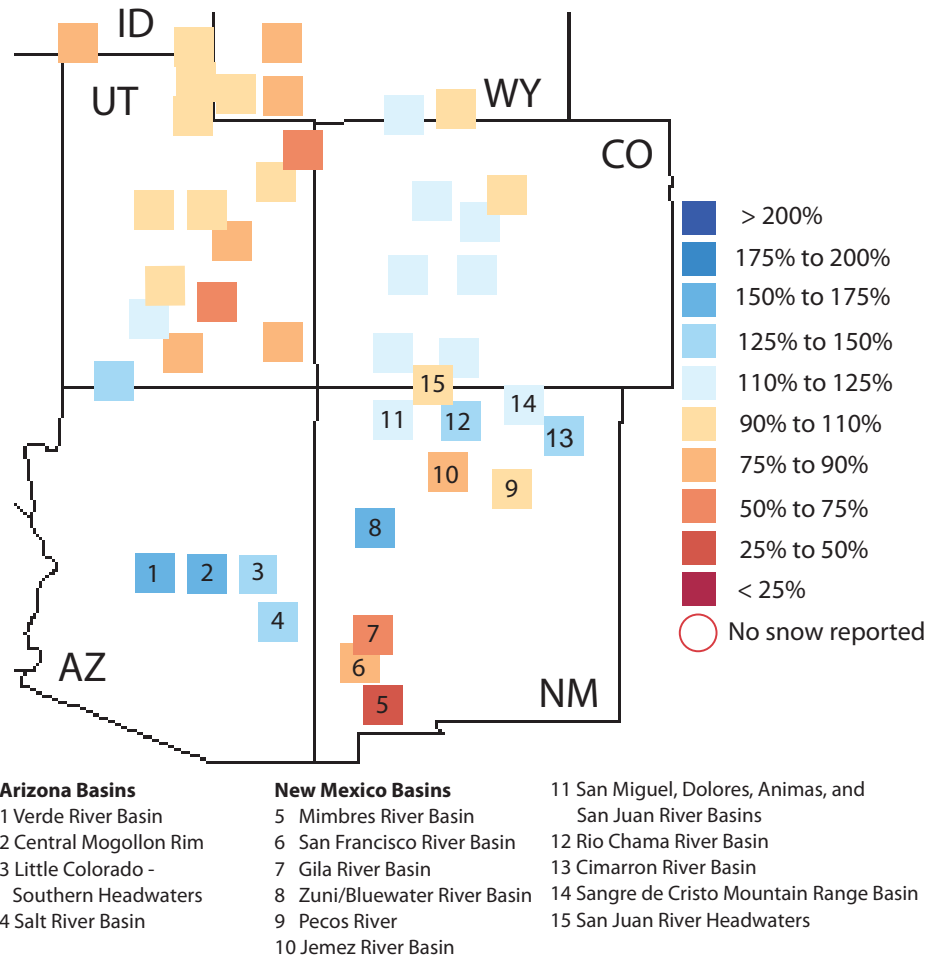 ID
UT
WY
CO
> 200%
175% to 200%
150% to 175%
125% to 150%
110% to 125%
90% to 110%
75% to 90%
50% to 75%
25% to 50%
< 25%
No snow reported
15
14
11
12
13
10
9
8
1
2
3
4
7
6
5
AZ
NM
Arizona Basins
1 Verde River Basin
2 Central Mogollon Rim
3 Little Colorado -
Southern Headwaters
4 Salt River Basin
New Mexico Basins
5 Mimbres River Basin
6 San Francisco River Basin
7 Gila River Basin
8 Zuni/Bluewater River Basin
9 Pecos River
10 Jemez River Basin
11 San Miguel, Dolores, Animas, and
San Juan River Basins
12 Rio Chama River Basin
13 Cimarron River Basin
14 Sangre de Cristo Mountain Range Basin
15 San Juan River Headwaters